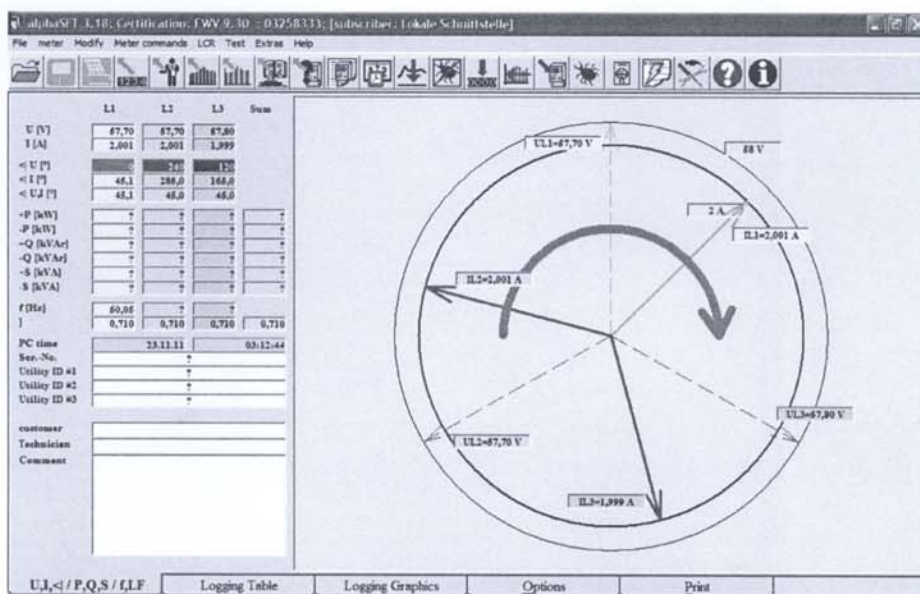 alphaSET 3.18; Certification: FWV 9.30 :: 03258333; [subscriber: Lokale Schnittstelle]
File meter Modify Meter commands LCR Test Extras Help
L1 L2 L3 Sum
U [V] 57,70 57,70 57,80
I [A] 2,001 2,001 1,999
< U [°] 240 120
< I [°] 45,1 285,0 165,0
< U,I [°] 45,1 45,0 45,0
+P [kW] ? ? ? ?
-P [kW] ? ? ? ?
+Q [kVAr] ? ? ? ?
-Q [kVAr] ? ? ? ?
+S [kVA] ? ? ? ?
-S [kVA] ? ? ? ?
f [Hz] 50,05 ? ?
0,710 0,710 0,710 0,710
PC time 23.11.11 03:12:44
Ser.-No. ?
Utility ID #1
Utility ID #2 ?
Utility ID #3
customer
Technician
Comment
UL1=57,70 V
58 V
2 A
IL1=2,001 A
IL2=2,001 A
UL2=57,70 V
UL3=57,80 V
IL3=1,999 A
U,I,< / P,Q,S / f,LF Logging Table Logging Graphics Options Print